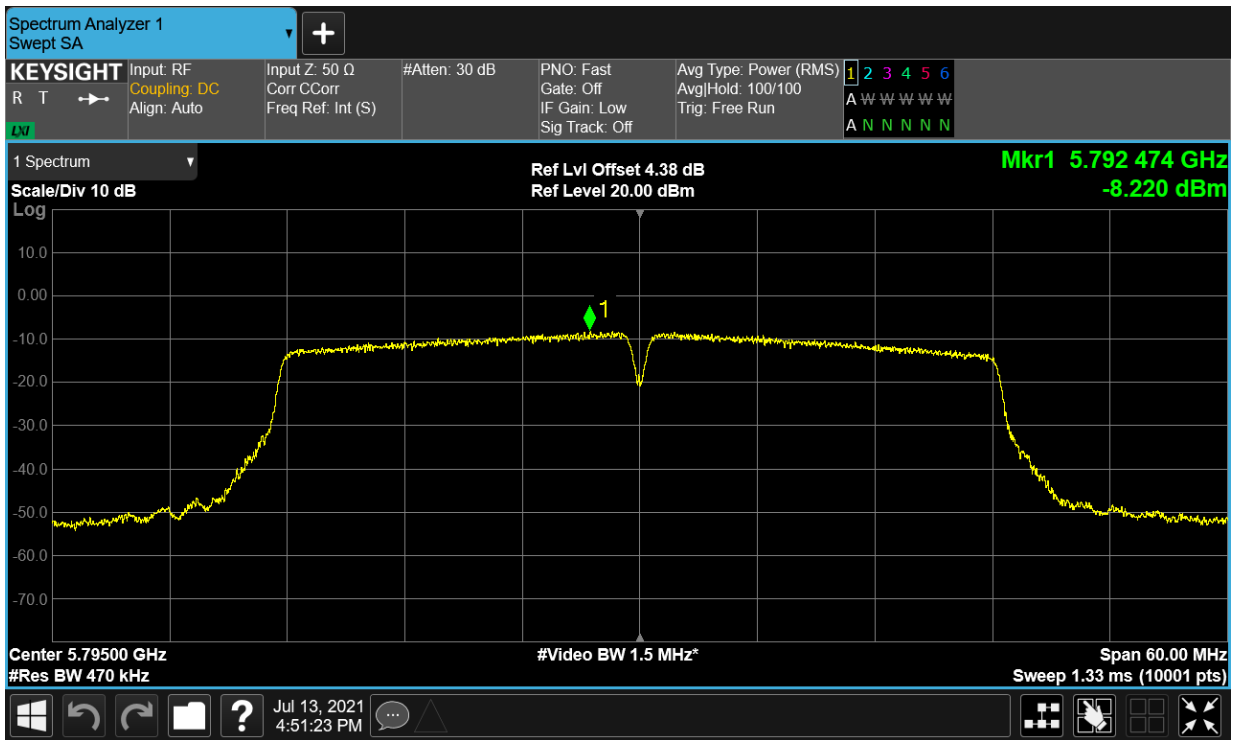 Spectrum Analyzer 1
Swept SA
KEYSIGHT
R T
LXI
Input: RF
Coupling: DC
Align: Auto
Input Z: 50 Ω
Corr CCorr
Freq Ref: Int (S)
#Atten: 30 dB
PNO: Fast
Gate: Off
IF Gain: Low
Sig Track: Off
Avg Type: Power (RMS)
Avg|Hold: 100/100
Trig: Free Run
1 2 3 4 5 6
A W W W W W
A N N N N N
1 Spectrum
Scale/Div 10 dB
Log
Ref Lvl Offset 4.38 dB
Ref Level 20.00 dBm
Mkr1 5.792 474 GHz
-8.220 dBm
10.0
0.00
1
-10.0
-20.0
-30.0
-40.0
-50.0
-60.0
-70.0
Center 5.79500 GHz
#Res BW 470 kHz
#Video BW 1.5 MHz*
Span 60.00 MHz
Sweep 1.33 ms (10001 pts)
?
Jul 13, 2021
4:51:23 PM